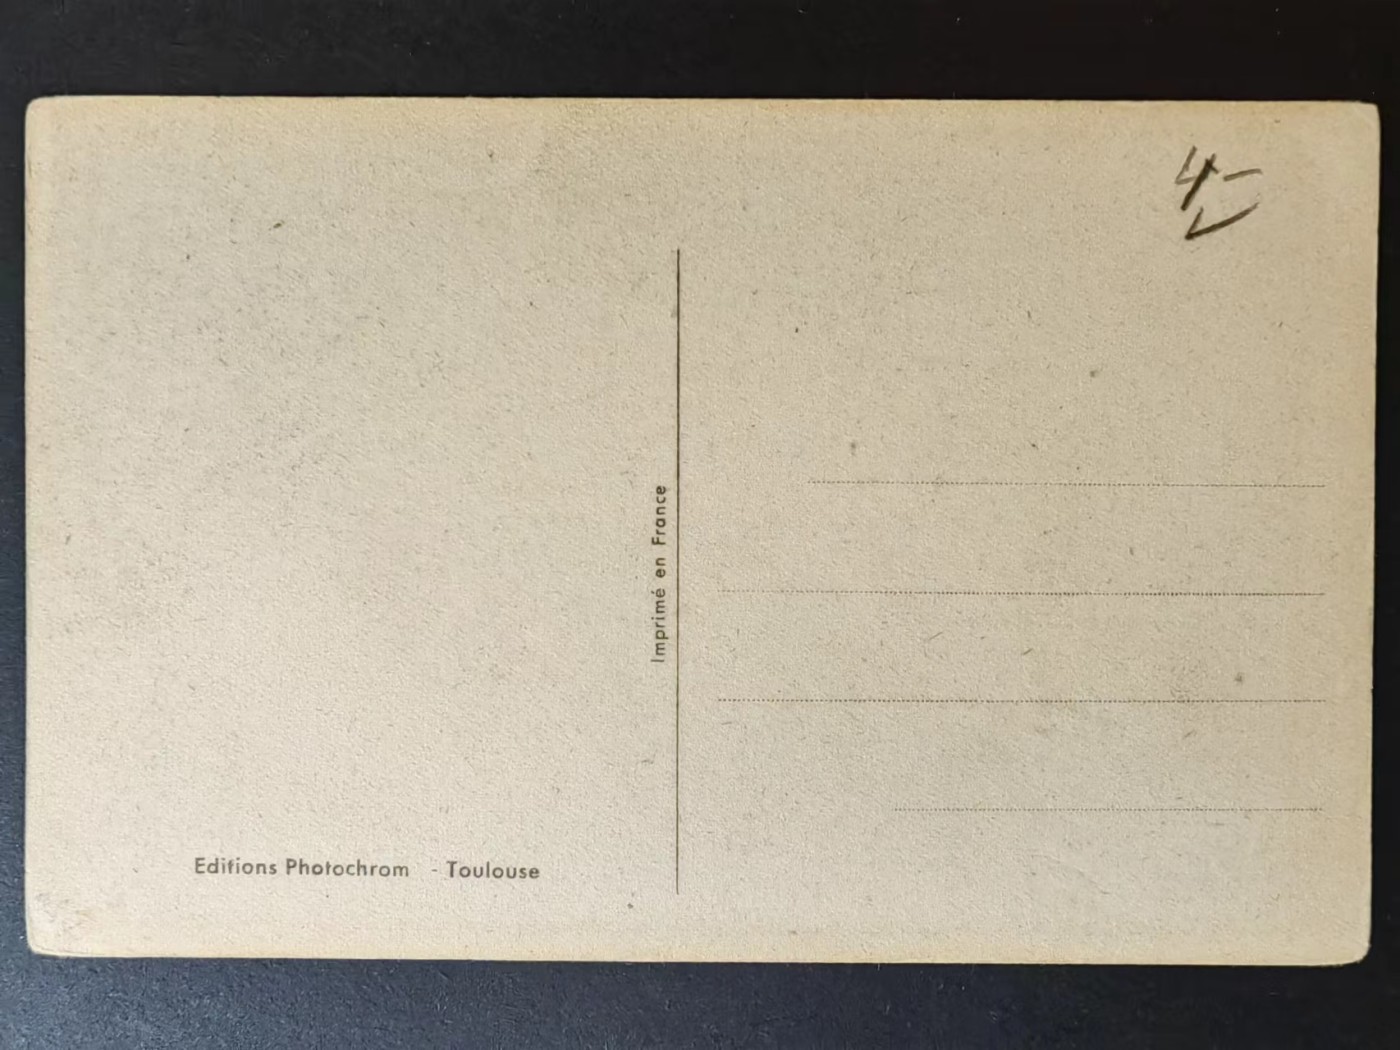 4-
Imprimé en France
Editions Photochrom - Toulouse